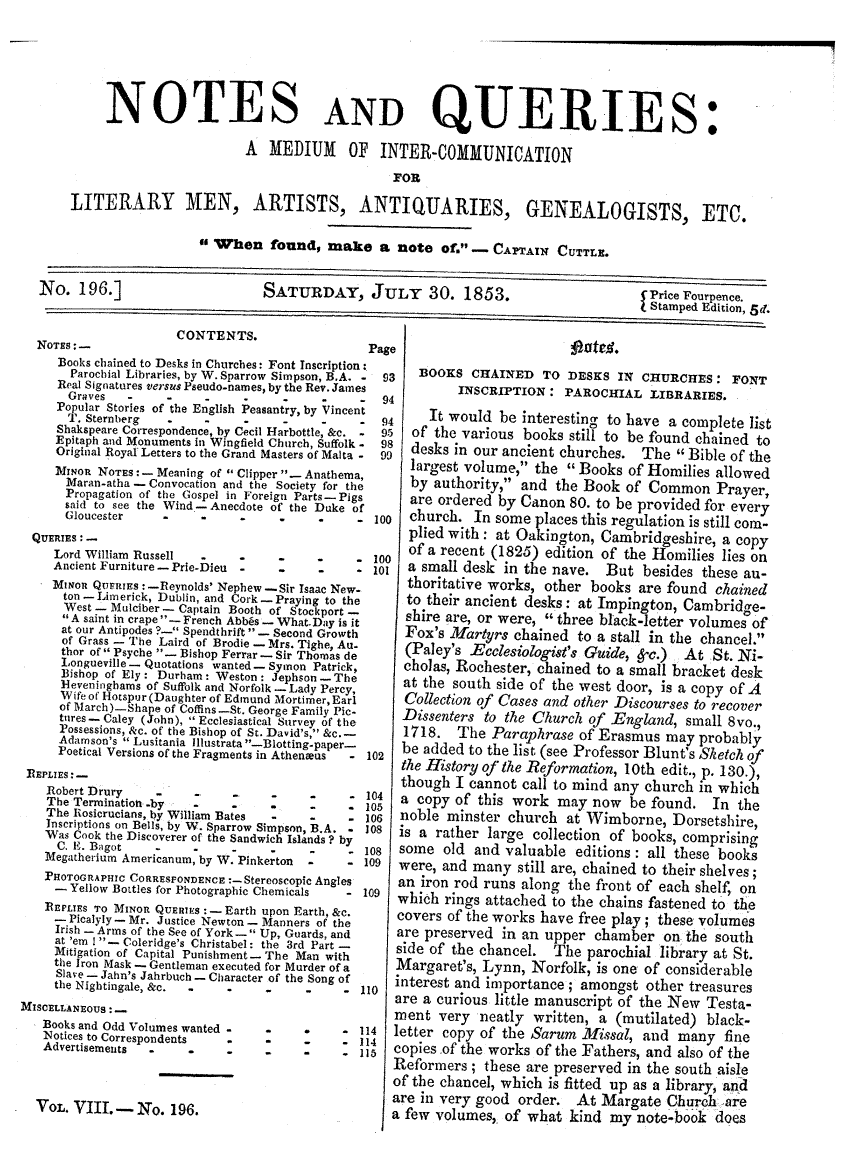 NOTES AND QUERIES:
A MEDIUM OF INTER-COMMUNICATION
FOR
LITERARY MEN, ARTISTS, ANTIQUARIES, GENEALOGISTS, ETC.
"When found, make a note of."—CAPTAIN CUTTLE.
No. 196.] SATURDAY, JULY 30. 1853. { Price Fourpence.
{ Stamped Edition, 5d.
CONTENTS.
NOTES:— Page
Books chained to Desks in Churches: Font Inscription:
Parochial Libraries, by W. Sparrow Simpson, B.A. - 93
Real Signatures versus Pseudo-names, by the Rev. James
Graves - - - - - - - 94
Popular Stories of the English Peasantry, by Vincent
T. Sternberg - - - - - - 94
Shakspeare Correspondence, by Cecil Harbottle, &c. - 95
Epitaph and Monuments in Wingfield Church, Suffolk - 98
Original Royal Letters to the Grand Masters of Malta - 99
MINOR NOTES:—Meaning of "Clipper"—Anathema,
Maran-atha—Convocation and the Society for the
Propagation of the Gospel in Foreign Parts—Pigs
said to see the Wind—Anecdote of the Duke of
Gloucester - - - - - - 100
QUERIES:—
Lord William Russell - - - - - 100
Ancient Furniture—Prie-Dieu - - - - 101
MINOR QUERIES:—Reynolds' Nephew—Sir Isaac New-
ton—Limerick, Dublin, and Cork—Praying to the
West—Mulciber—Captain Booth of Stockport—
"A saint in crape"—French Abbés—What Day is it
at our Antipodes?—"Spendthrift"—Second Growth
of Grass—The Laird of Brodie—Mrs. Tighe, Au-
thor of "Psyche"—Bishop Ferrar—Sir Thomas de
Longueville—Quotations wanted—Symon Patrick,
Bishop of Ely: Durham: Weston: Jephson—The
Heveninghams of Suffolk and Norfolk—Lady Percy,
Wife of Hotspur (Daughter of Edmund Mortimer, Earl
of March)—Shape of Coffins—St. George Family Pic-
tures—Caley (John), "Ecclesiastical Survey of the
Possessions, &c. of the Bishop of St. David's," &c.—
Adamson's "Lusitania Illustrata"—Blotting-paper—
Poetical Versions of the Fragments in Athenæus - 102
REPLIES:—
Robert Drury - - - - - - 104
The Termination -by - - - - - 105
The Rosicrucians, by William Bates - - - 106
Inscriptions on Bells, by W. Sparrow Simpson, B.A. - 108
Was Cook the Discoverer of the Sandwich Islands? by
C. E. Bagot - - - - - - 108
Megatherium Americanum, by W. Pinkerton - - 109
PHOTOGRAPHIC CORRESPONDENCE:—Stereoscopic Angles
—Yellow Bottles for Photographic Chemicals - 109
REPLIES TO MINOR QUERIES:—Earth upon Earth, &c.
—Picalyly—Mr. Justice Newton—Manners of the
Irish—Arms of the See of York—"Up, Guards, and
at 'em!"—Coleridge's Christabel: the 3rd Part—
Mitigation of Capital Punishment—The Man with
the Iron Mask—Gentleman executed for Murder of a
Slave—Jahn's Jahrbuch—Character of the Song of
the Nightingale, &c. - - - - - 110
MISCELLANEOUS:—
Books and Odd Volumes wanted - - - - 114
Notices to Correspondents - - - - 114
Advertisements - - - - - - 115
VOL. VIII.—No. 196.
Notes.
BOOKS CHAINED TO DESKS IN CHURCHES: FONT
INSCRIPTION: PAROCHIAL LIBRARIES.
It would be interesting to have a complete list
of the various books still to be found chained to
desks in our ancient churches. The "Bible of the
largest volume," the "Books of Homilies allowed
by authority," and the Book of Common Prayer,
are ordered by Canon 80. to be provided for every
church. In some places this regulation is still com-
plied with: at Oakington, Cambridgeshire, a copy
of a recent (1825) edition of the Homilies lies on
a small desk in the nave. But besides these au-
thoritative works, other books are found chained
to their ancient desks: at Impington, Cambridge-
shire are, or were, "three black-letter volumes of
Fox's Martyrs chained to a stall in the chancel."
(Paley's Ecclesiologist's Guide, &c.) At St. Ni-
cholas, Rochester, chained to a small bracket desk
at the south side of the west door, is a copy of A
Collection of Cases and other Discourses to recover
Dissenters to the Church of England, small 8vo.,
1718. The Paraphrase of Erasmus may probably
be added to the list (see Professor Blunt's Sketch of
the History of the Reformation, 10th edit., p. 130.),
though I cannot call to mind any church in which
a copy of this work may now be found. In the
noble minster church at Wimborne, Dorsetshire,
is a rather large collection of books, comprising
some old and valuable editions: all these books
were, and many still are, chained to their shelves;
an iron rod runs along the front of each shelf, on
which rings attached to the chains fastened to the
covers of the works have free play; these volumes
are preserved in an upper chamber on the south
side of the chancel. The parochial library at St.
Margaret's, Lynn, Norfolk, is one of considerable
interest and importance; amongst other treasures
are a curious little manuscript of the New Testa-
ment very neatly written, a (mutilated) black-
letter copy of the Sarum Missal, and many fine
copies of the works of the Fathers, and also of the
Reformers; these are preserved in the south aisle
of the chancel, which is fitted up as a library, and
are in very good order. At Margate Church are
a few volumes, of what kind my note-book does